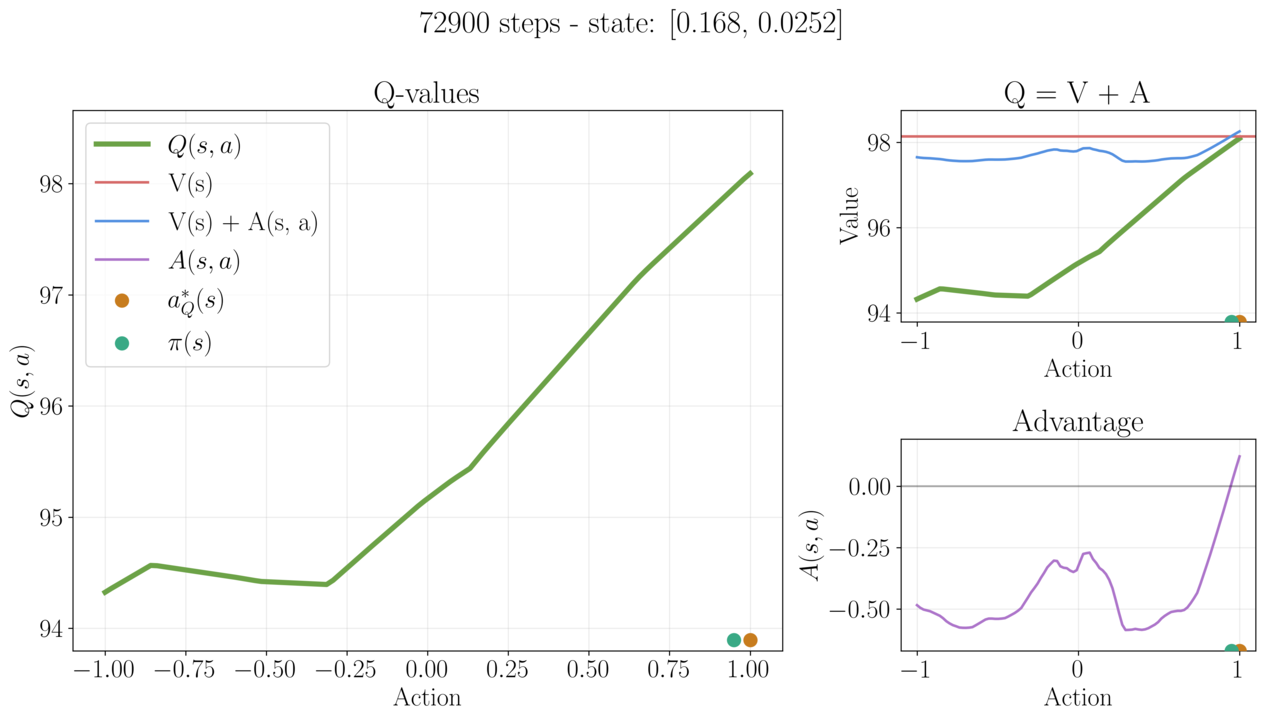 72900 steps - state: [0.168, 0.0252]
Q-values
Q(s, a)
V(s)
V(s) + A(s, a)
A(s, a)
a*_Q(s)
π(s)
Q(s, a)
98
97
96
95
94
−1.00 −0.75 −0.50 −0.25 0.00 0.25 0.50 0.75 1.00
Action
Q = V + A
Value
98
96
94
−1 0 1
Action
Advantage
A(s, a)
0.00
−0.25
−0.50
−1 0 1
Action